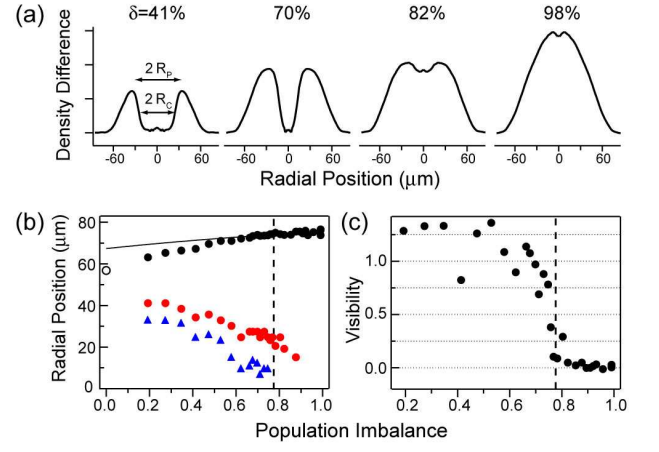 (a) δ=41% 70% 82% 98%
Density Difference
2 R_P
2 R_C
-60 0 60 -60 0 60 -60 0 60 -60 0 60
Radial Position (μm)
(b) (c)
Radial Position (μm)
80
60
40
20
0
0.0 0.2 0.4 0.6 0.8 1.0
Visibility
1.0
0.5
0.0
0.2 0.4 0.6 0.8 1.0
Population Imbalance